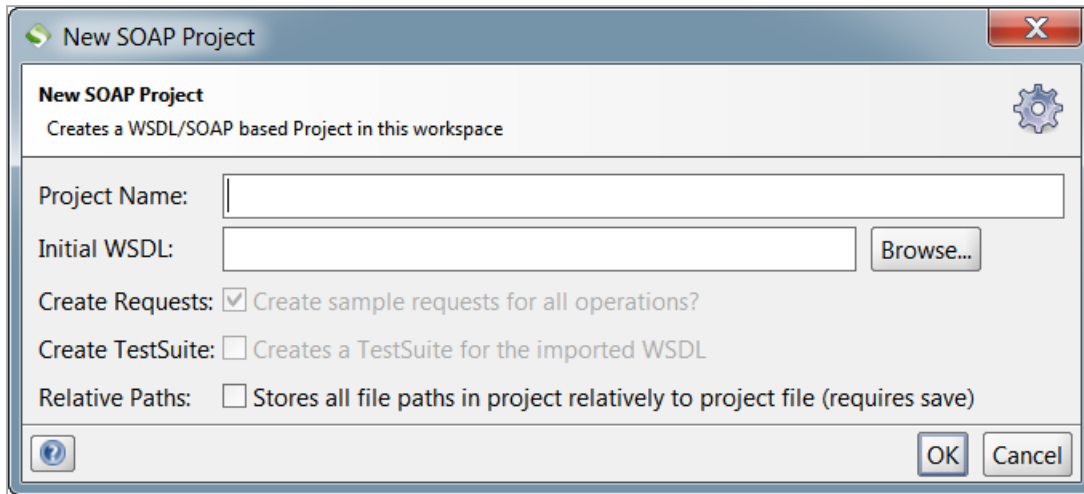 New SOAP Project
New SOAP Project
Creates a WSDL/SOAP based Project in this workspace
Project Name:
Initial WSDL:
Browse...
Create Requests: Create sample requests for all operations?
Create TestSuite: Creates a TestSuite for the imported WSDL
Relative Paths: Stores all file paths in project relatively to project file (requires save)
?
OK Cancel